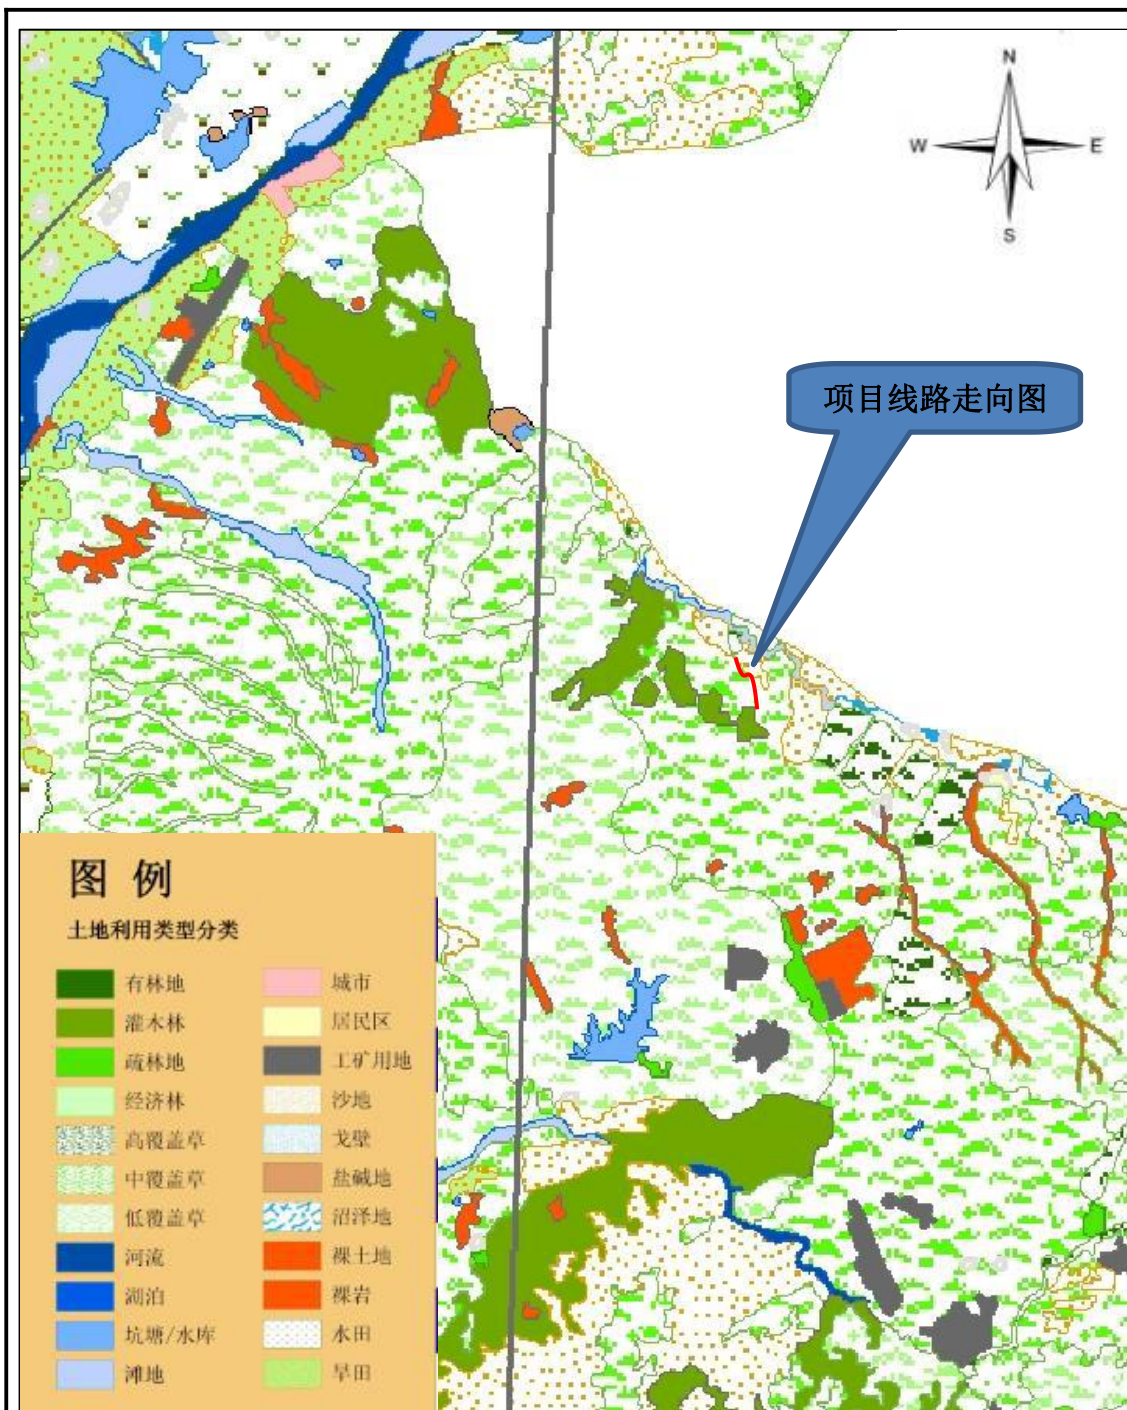 N
W
E
S
项目线路走向图
图 例
土地利用类型分类
有林地
城市
灌木林
居民区
疏林地
工矿用地
经济林
沙地
高覆盖草
戈壁
中覆盖草
盐碱地
低覆盖草
沼泽地
河流
裸土地
湖泊
裸岩
坑塘/水库
水田
滩地
旱田